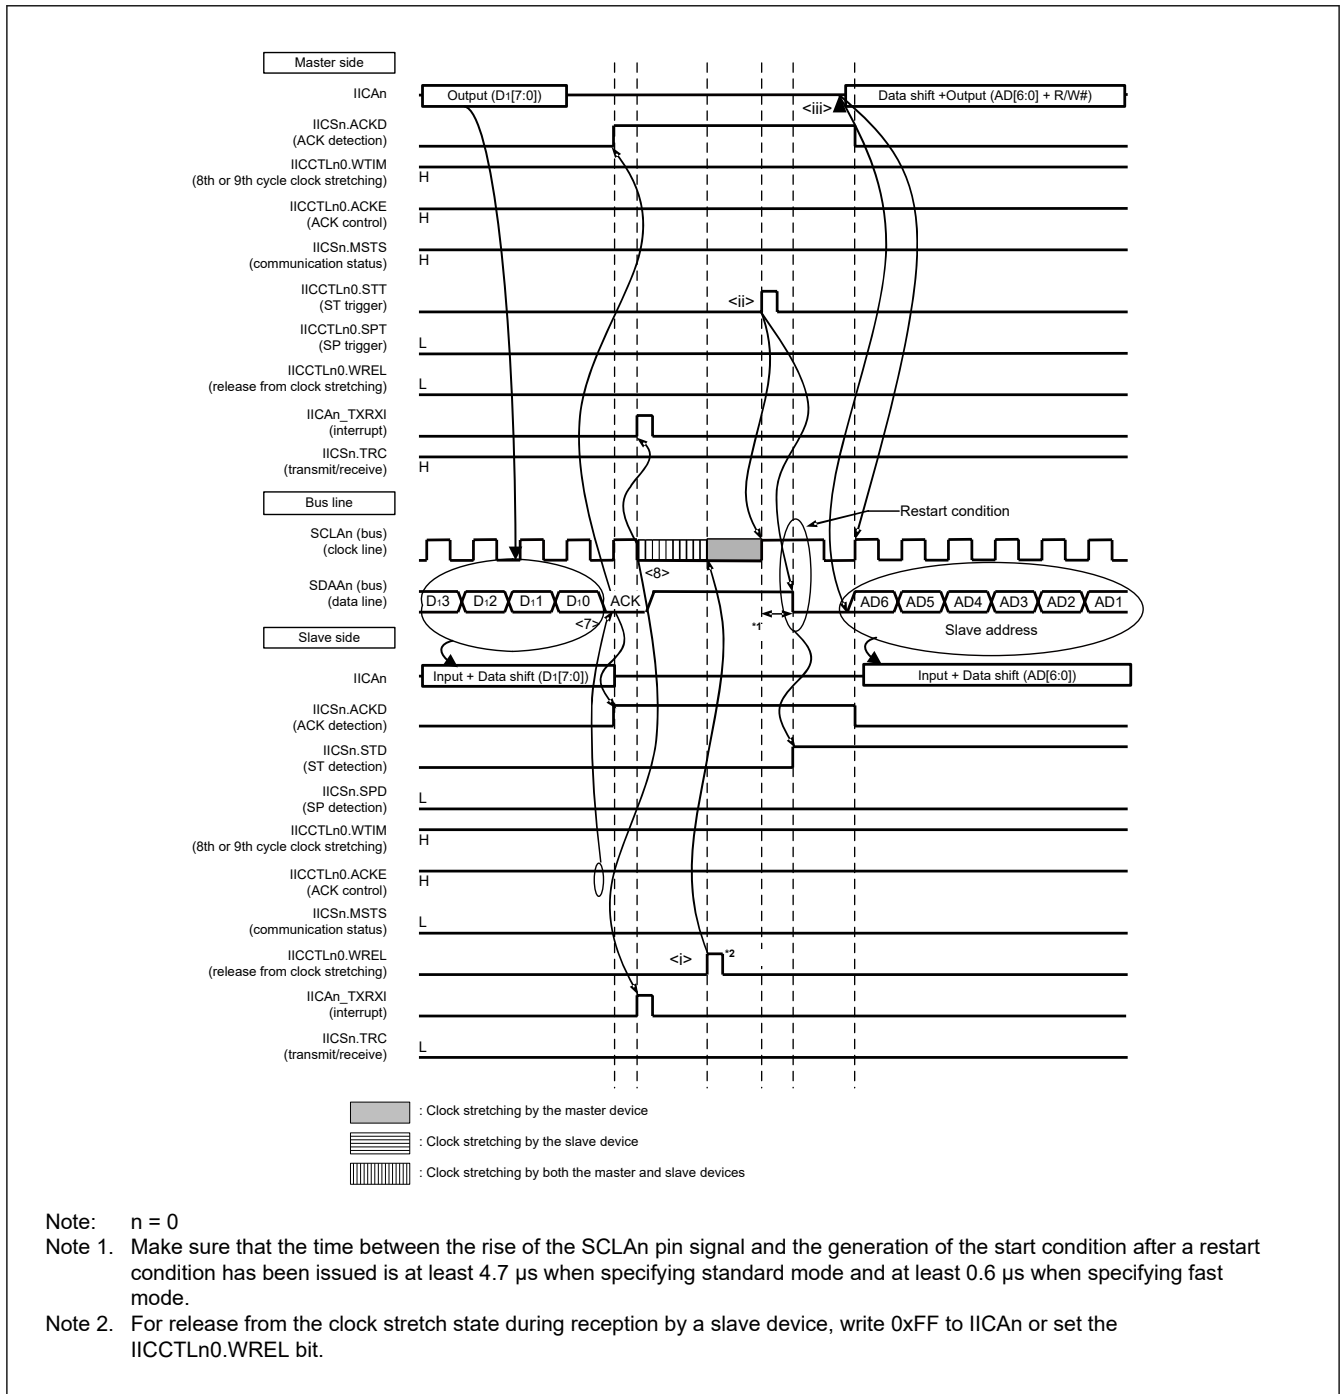 Master side
IICAn
Output (D1[7:0])
Data shift +Output (AD[6:0] + R/W#)
<iii>
IICSn.ACKD
(ACK detection)
IICCTLn0.WTIM
(8th or 9th cycle clock stretching)
H
IICCTLn0.ACKE
(ACK control)
H
IICSn.MSTS
(communication status)
H
IICCTLn0.STT
(ST trigger)
<ii>
IICCTLn0.SPT
(SP trigger)
L
IICCTLn0.WREL
(release from clock stretching)
L
IICAn_TXRXI
(interrupt)
IICSn.TRC
(transmit/receive)
H
Bus line
Restart condition
SCLAn (bus)
(clock line)
<8>
SDAAn (bus)
(data line)
D13 D12 D11 D10 ACK AD6 AD5 AD4 AD3 AD2 AD1
<7>
*1
Slave address
Slave side
IICAn
Input + Data shift (D1[7:0])
Input + Data shift (AD[6:0])
IICSn.ACKD
(ACK detection)
IICSn.STD
(ST detection)
IICSn.SPD
(SP detection)
L
IICCTLn0.WTIM
(8th or 9th cycle clock stretching)
H
IICCTLn0.ACKE
(ACK control)
H
IICSn.MSTS
(communication status)
L
IICCTLn0.WREL
(release from clock stretching)
<i>
*2
IICAn_TXRXI
(interrupt)
IICSn.TRC
(transmit/receive)
L
: Clock stretching by the master device
: Clock stretching by the slave device
: Clock stretching by both the master and slave devices
Note: n = 0
Note 1. Make sure that the time between the rise of the SCLAn pin signal and the generation of the start condition after a restart
condition has been issued is at least 4.7 µs when specifying standard mode and at least 0.6 µs when specifying fast
mode.
Note 2. For release from the clock stretch state during reception by a slave device, write 0xFF to IICAn or set the
IICCTLn0.WREL bit.